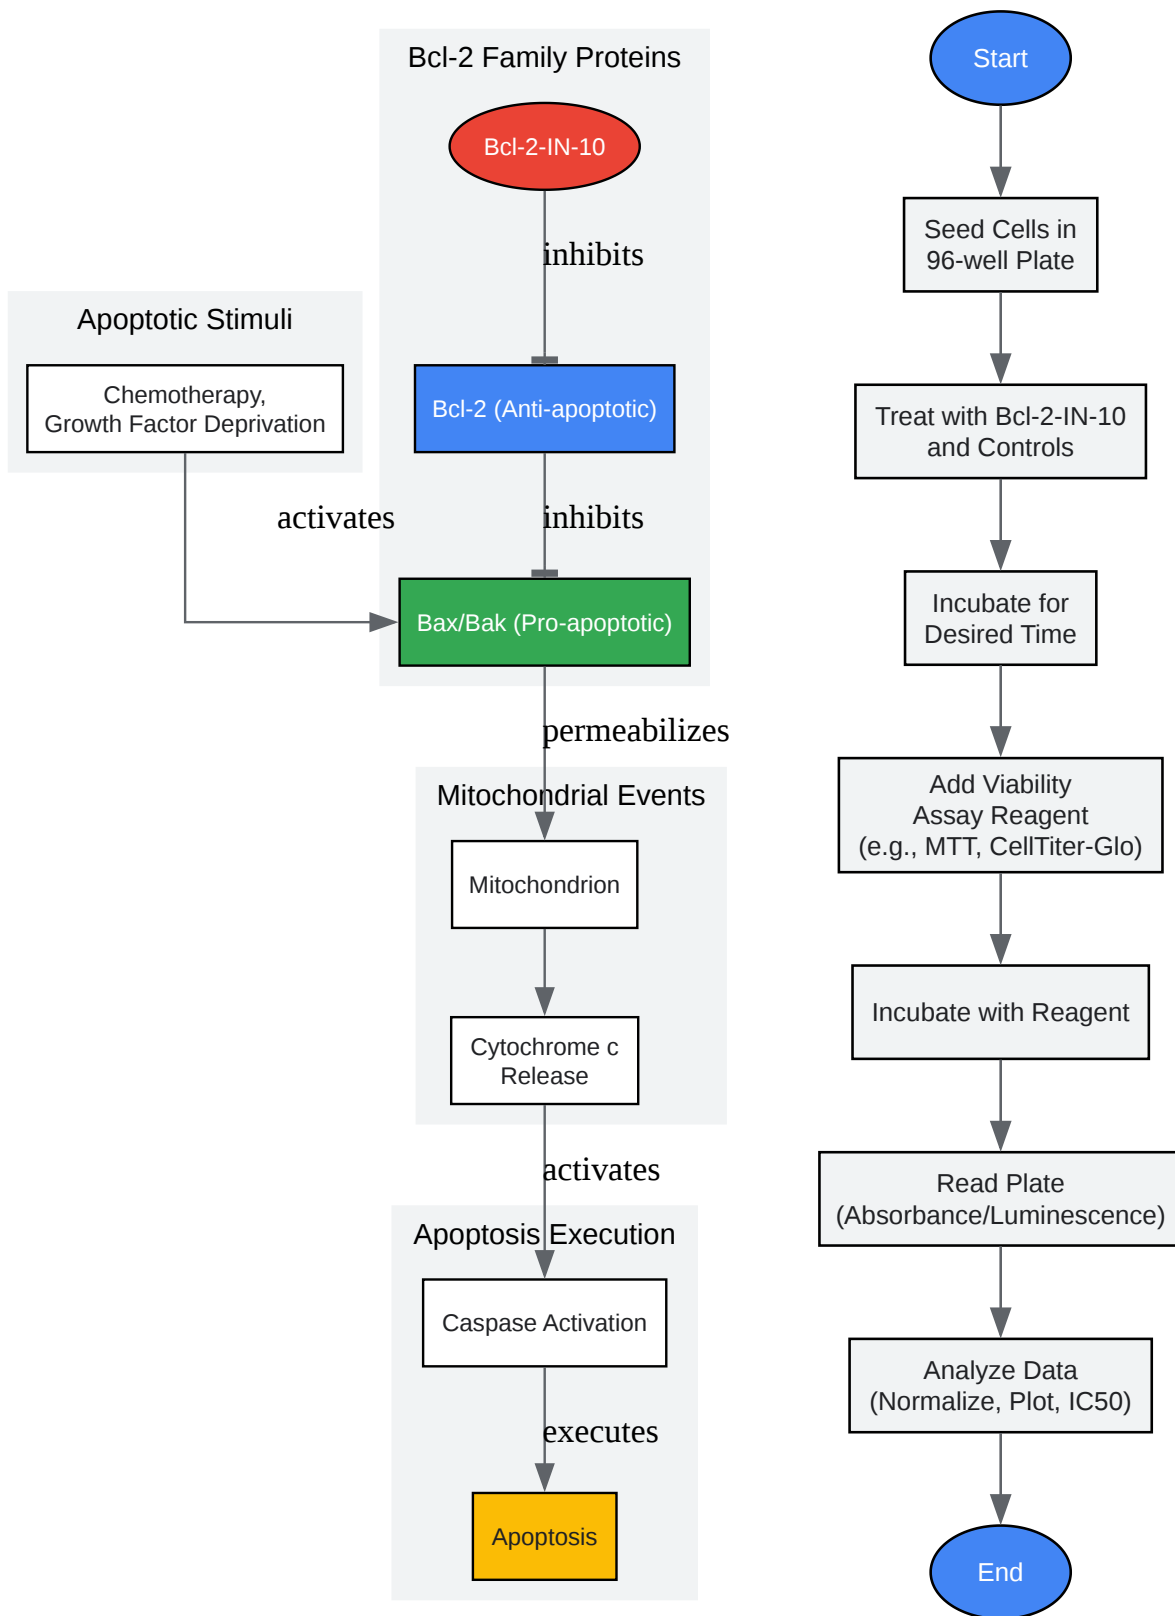 Bcl-2 Family Proteins
Bcl-2-IN-10
inhibits
Apoptotic Stimuli
Chemotherapy,
Growth Factor Deprivation
Bcl-2 (Anti-apoptotic)
activates
inhibits
Bax/Bak (Pro-apoptotic)
permeabilizes
Mitochondrial Events
Mitochondrion
Cytochrome c
Release
activates
Apoptosis Execution
Caspase Activation
executes
Apoptosis
Start
Seed Cells in
96-well Plate
Treat with Bcl-2-IN-10
and Controls
Incubate for
Desired Time
Add Viability
Assay Reagent
(e.g., MTT, CellTiter-Glo)
Incubate with Reagent
Read Plate
(Absorbance/Luminescence)
Analyze Data
(Normalize, Plot, IC50)
End